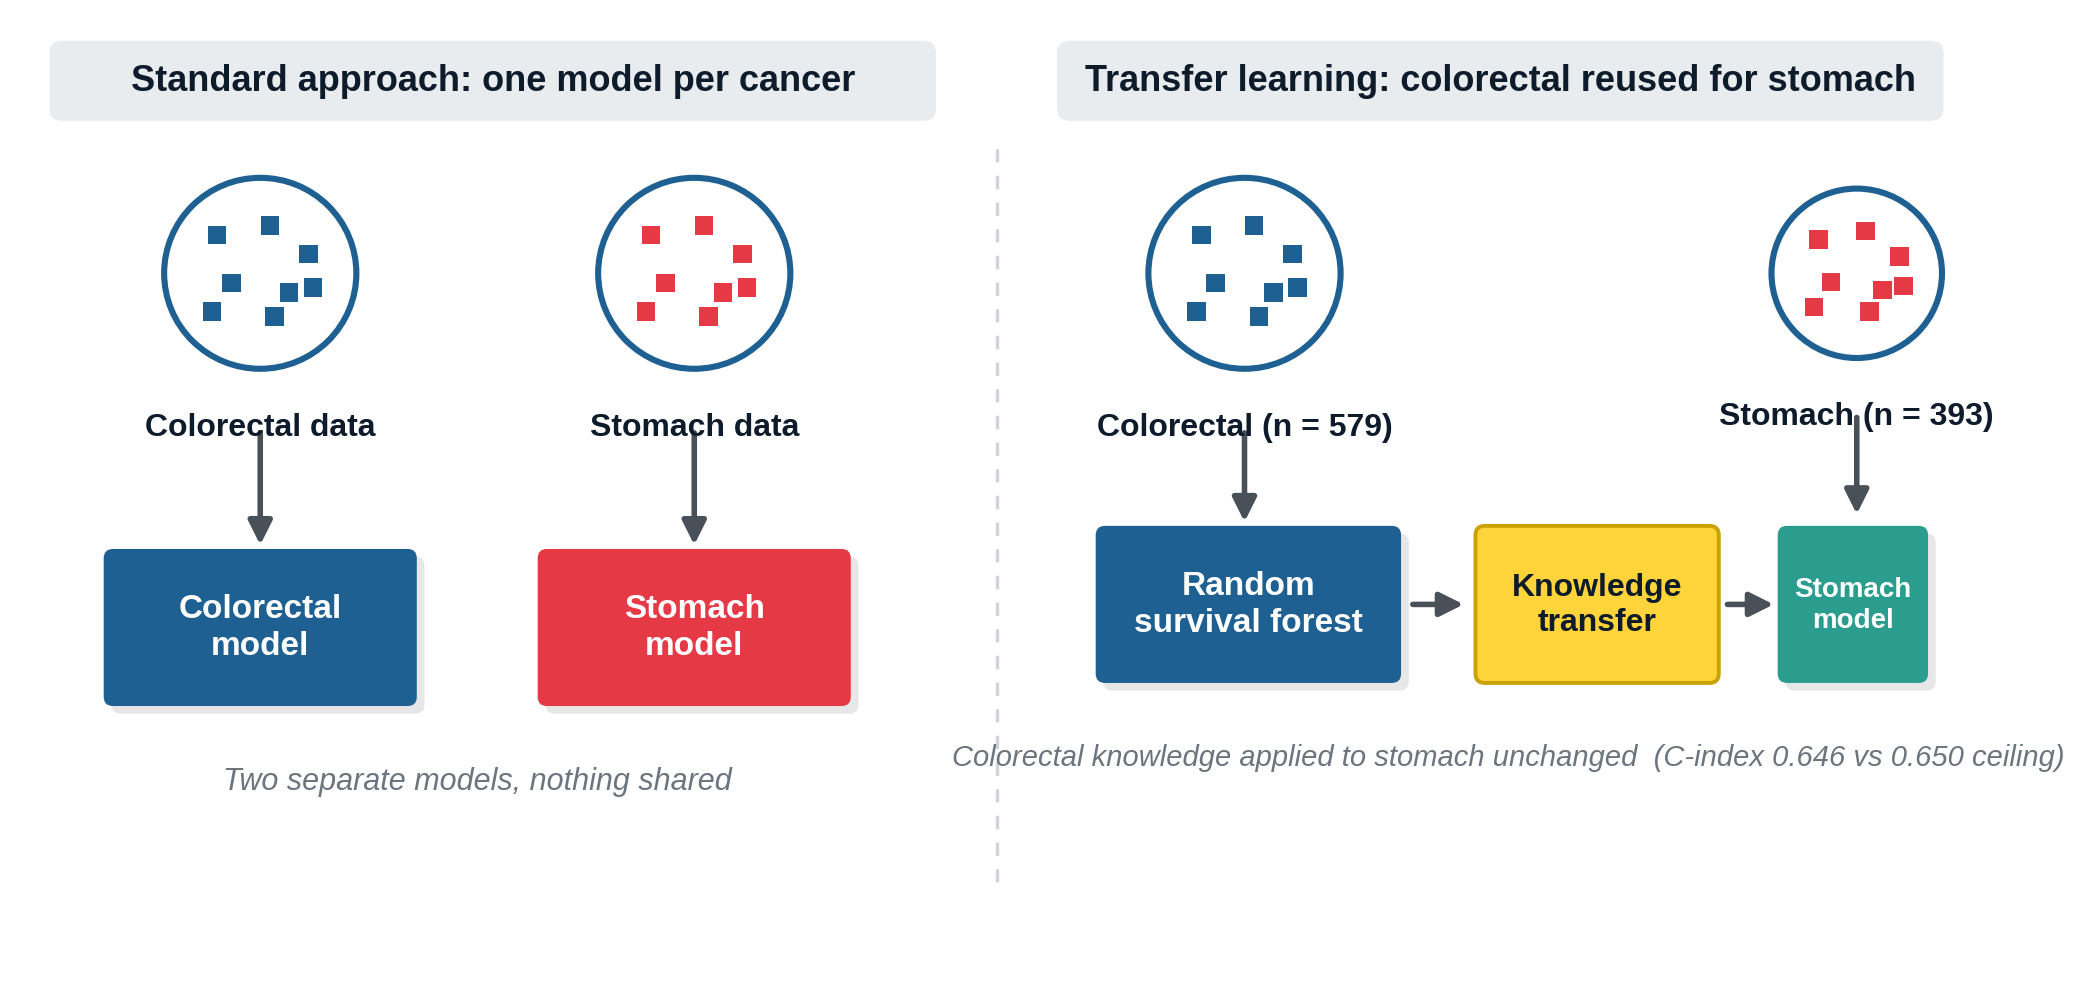 Standard approach: one model per cancer
Transfer learning: colorectal reused for stomach
Colorectal data
Stomach data
Colorectal (n = 579)
Stomach (n = 393)
Colorectal
model
Stomach
model
Random
survival forest
Knowledge
transfer
Stomach
model
Two separate models, nothing shared
Colorectal knowledge applied to stomach unchanged (C-index 0.646 vs 0.650 ceiling)